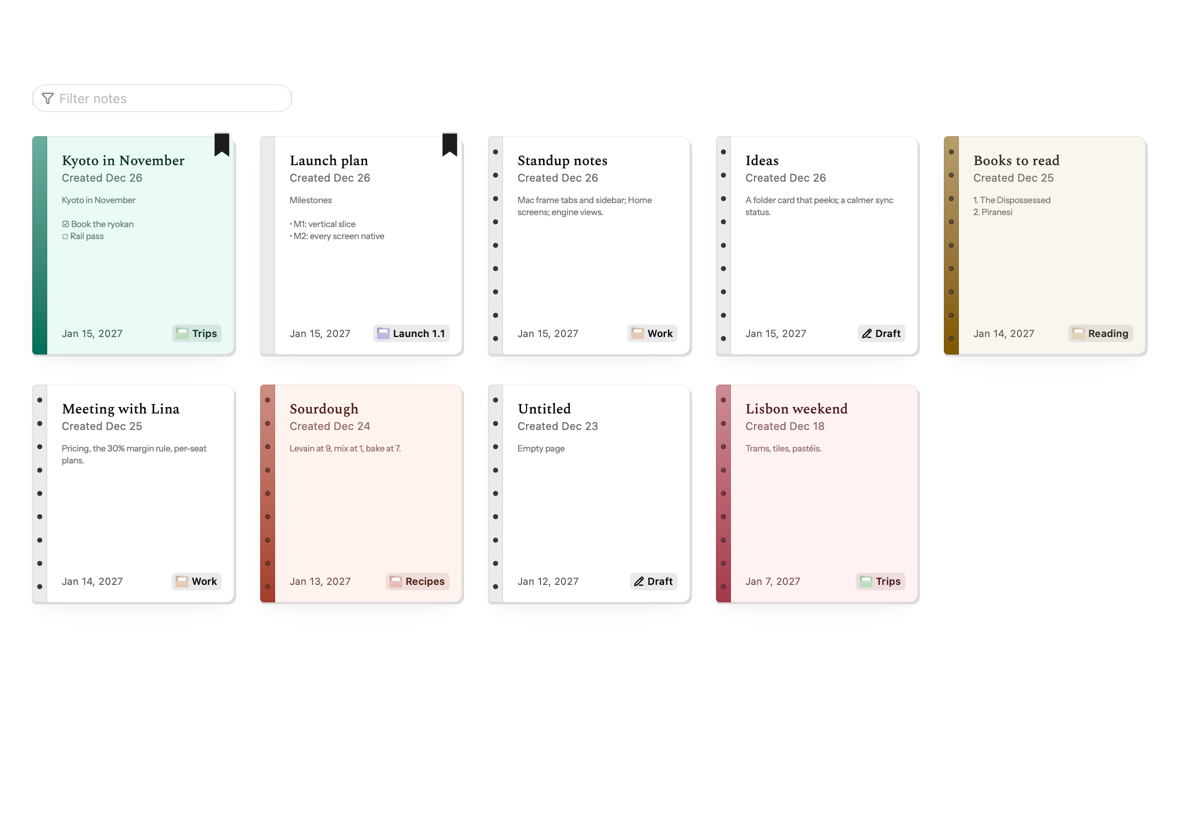 Filter notes
Kyoto in November
Created Dec 26
Kyoto in November
☑ Book the ryokan
☐ Rail pass
Jan 15, 2027
Trips
Launch plan
Created Dec 26
Milestones
• M1: vertical slice
• M2: every screen native
Jan 15, 2027
Launch 1.1
Standup notes
Created Dec 26
Mac frame tabs and sidebar; Home
screens; engine views.
Jan 15, 2027
Work
Ideas
Created Dec 26
A folder card that peeks; a calmer sync
status.
Jan 15, 2027
Draft
Books to read
Created Dec 25
1. The Dispossessed
2. Piranesi
Jan 14, 2027
Reading
Meeting with Lina
Created Dec 25
Pricing, the 30% margin rule, per-seat
plans.
Jan 14, 2027
Work
Sourdough
Created Dec 24
Levain at 9, mix at 1, bake at 7.
Jan 13, 2027
Recipes
Untitled
Created Dec 23
Empty page
Jan 12, 2027
Draft
Lisbon weekend
Created Dec 18
Trams, tiles, pastéis.
Jan 7, 2027
Trips